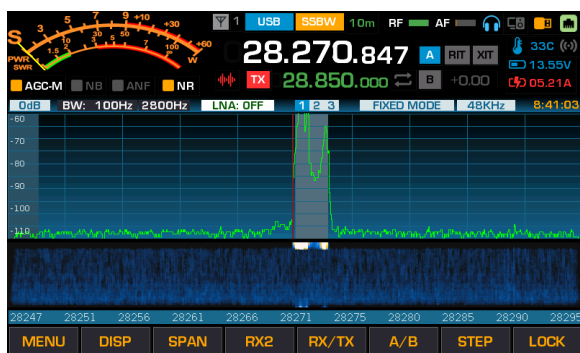 S 3 5 7 9 +10 +30 +60
1 USB SSBW 10m RF AF
PWR SWR 1.5 2 3 5 10 30 35 50 70 100 W
28.270.847 A RIT XIT 33C
13.55V
TX 28.850.000 B +0.00 05.21A
AGC-M NB ANF NR
0dB BW: 100Hz 2800Hz LNA: OFF 1 2 3 FIXED MODE 48KHz 8:41:03
-60
-70
-80
-90
-100
-110
28247 28251 28256 28261 28266 28271 28275 28280 28285 28290 28295
MENU DISP SPAN RX2 RX/TX A/B STEP LOCK